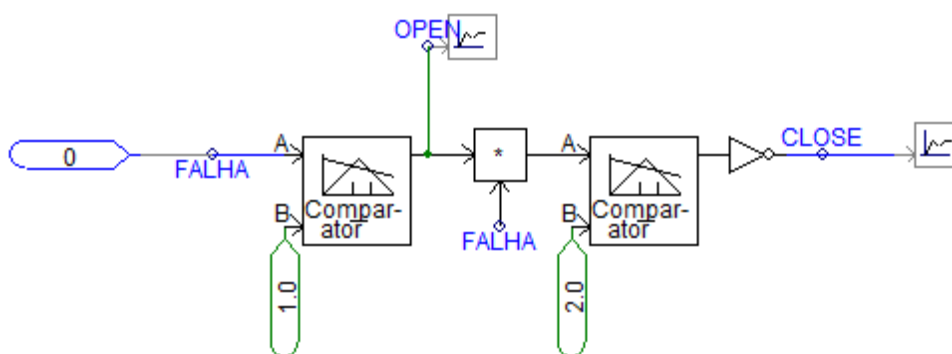 OPEN
0
FALHA
A
B
Compar-
ator
1.0
*
FALHA
A
B
Compar-
ator
2.0
CLOSE